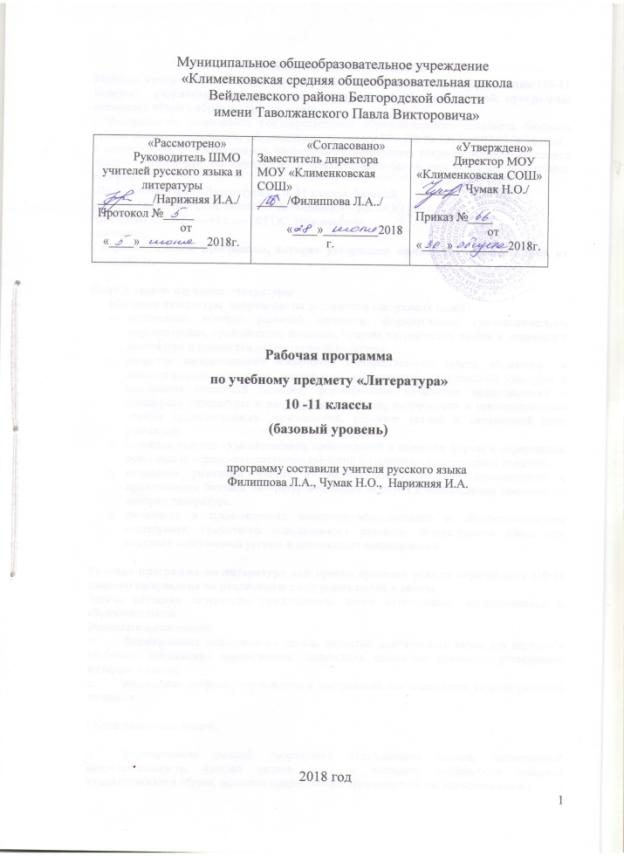 Муниципальное общеобразовательное учреждение
«Клименковская средняя общеобразовательная школа
Вейделевского района Белгородской области
имени Таволжанского Павла Викторовича»
«Рассмотрено»
Руководитель ШМО
учителей русского языка и
литературы
/Нарижняя И.А./
Протокол № 5
от
« 5 » июня 2018г.
«Согласовано»
Заместитель директора
МОУ «Клименковская
СОШ»
/Филиппова Л.А../
«28» июня 2018
г.
«Утверждено»
Директор МОУ
«Клименковская СОШ»
Чумак Н.О./
Приказ № 66
от
« 30 » августа 2018г.
Рабочая программа
по учебному предмету «Литература»
10 -11 классы
(базовый уровень)
программу составили учителя русского языка
Филиппова Л.А., Чумак Н.О., Нарижняя И.А.
2018 год
1